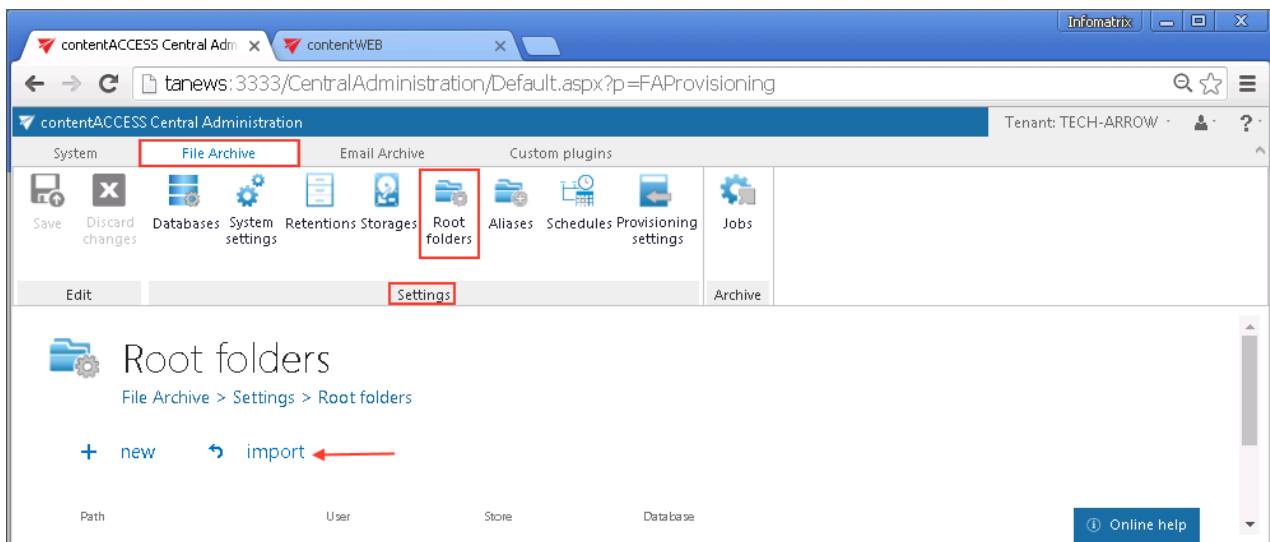 Infomatrix
contentACCESS Central Adm
contentWEB
tanews:3333/CentralAdministration/Default.aspx?p=FAProvisioning
contentACCESS Central Administration
Tenant: TECH-ARROW
?
System
File Archive
Email Archive
Custom plugins
Save
Discard changes
Databases
System settings
Retentions
Storages
Root folders
Aliases
Schedules
Provisioning settings
Jobs
Edit
Settings
Archive
Root folders
File Archive > Settings > Root folders
+ new
import
Path
User
Store
Database
Online help